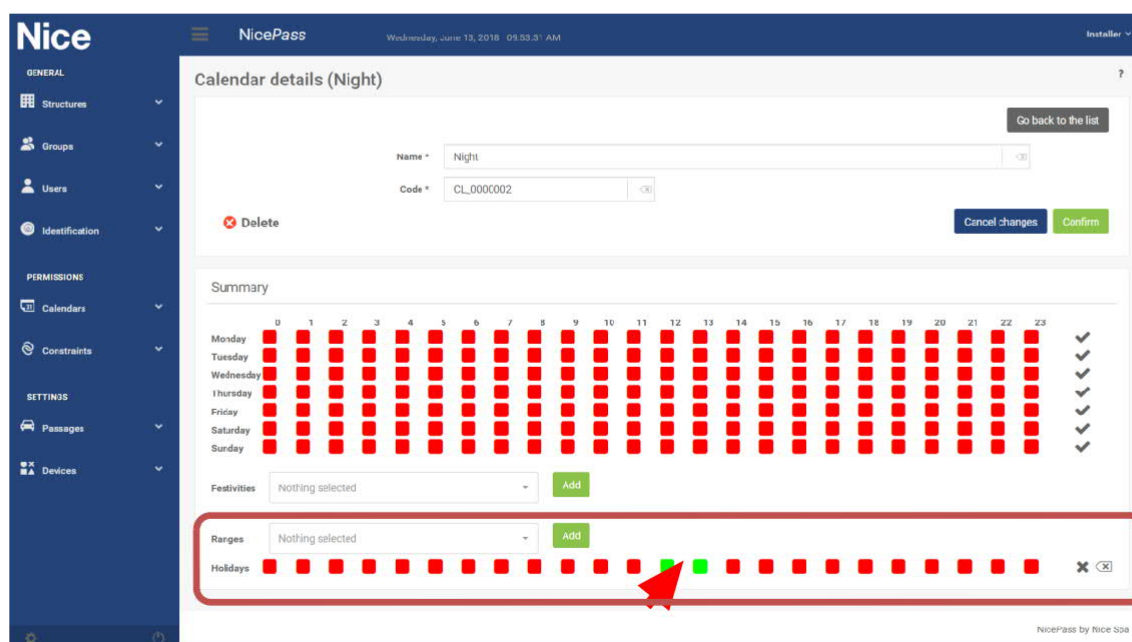 Nice
NicePass
Wednesday, June 13, 2018 09:53:31 AM
Installer
GENERAL
Calendar details (Night)
?
Structures
Go back to the list
Groups
Name *
Night
Users
Code *
CL_0000002
Identification
Delete
Cancel changes
Confirm
PERMISSIONS
Summary
Calendars
0 1 2 3 4 5 6 7 8 9 10 11 12 13 14 15 16 17 18 19 20 21 22 23
Monday
Constraints
Tuesday
Wednesday
SETTINGS
Thursday
Friday
Passages
Saturday
Sunday
Devices
Festivities
Nothing selected
Add
Ranges
Nothing selected
Add
Holidays
NicePass by Nice Spa